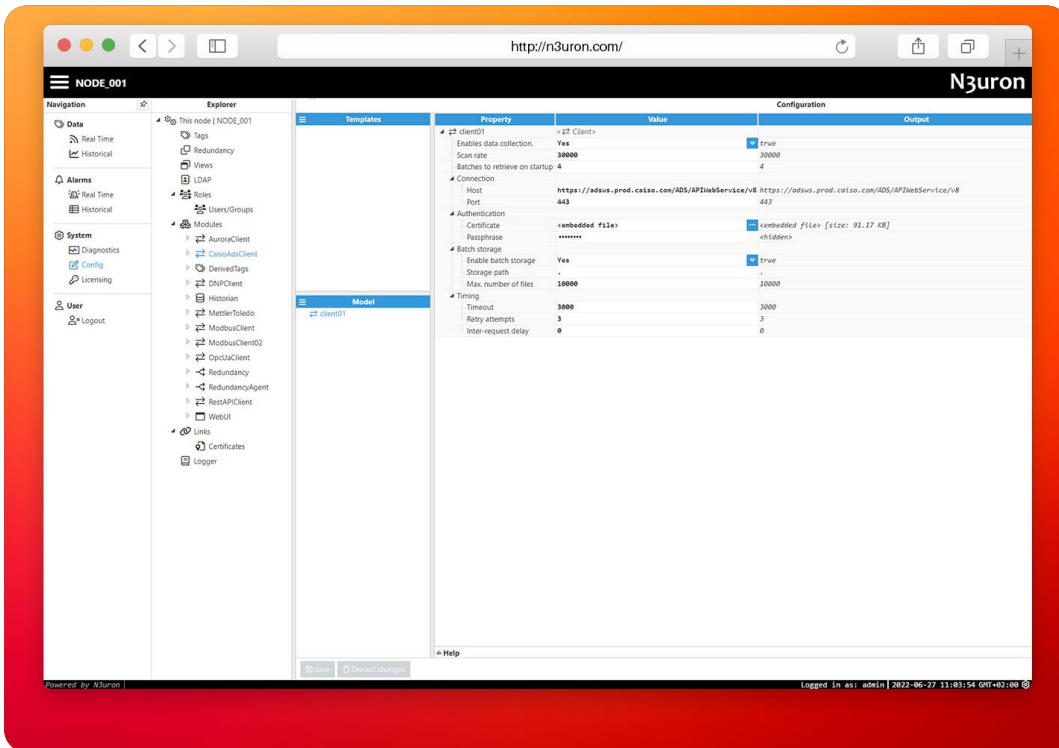 http://n3uron.com/
NODE_001
N3uron
Navigation
Data
Real Time
Historical
Alarms
Real Time
Historical
System
Diagnostics
Config
Licensing
User
Logout
Explorer
This node | NODE_001
Tags
Redundancy
Views
LDAP
Roles
Users/Groups
Modules
AuroraClient
CaisoAdsClient
DerivedTags
DNPClient
Historian
MettlerToledo
ModbusClient
ModbusClient02
OpcUaClient
Redundancy
RedundancyAgent
RestAPIClient
WebUI
Links
Certificates
Logger
Templates
Model
client01
Save Discard changes
Configuration
Property Value Output
client01 <Client>
Enables data collection. Yes true
Scan rate 30000 30000
Batches to retrieve on startup 4 4
Connection
Host https://adsws.prod.caiso.com/ADS/APIWebService/v8 https://adsws.prod.caiso.com/ADS/APIWebService/v8
Port 443 443
Authentication
Certificate <embedded file> <embedded file> [size: 91.17 KB]
Passphrase •••••••• <hidden>
Batch storage
Enable batch storage Yes true
Storage path . .
Max. number of files 10000 10000
Timing
Timeout 3000 3000
Retry attempts 3 3
Inter-request delay 0 0
Help
Powered by N3uron |
Logged in as: admin | 2022-06-27 11:03:54 GMT+02:00